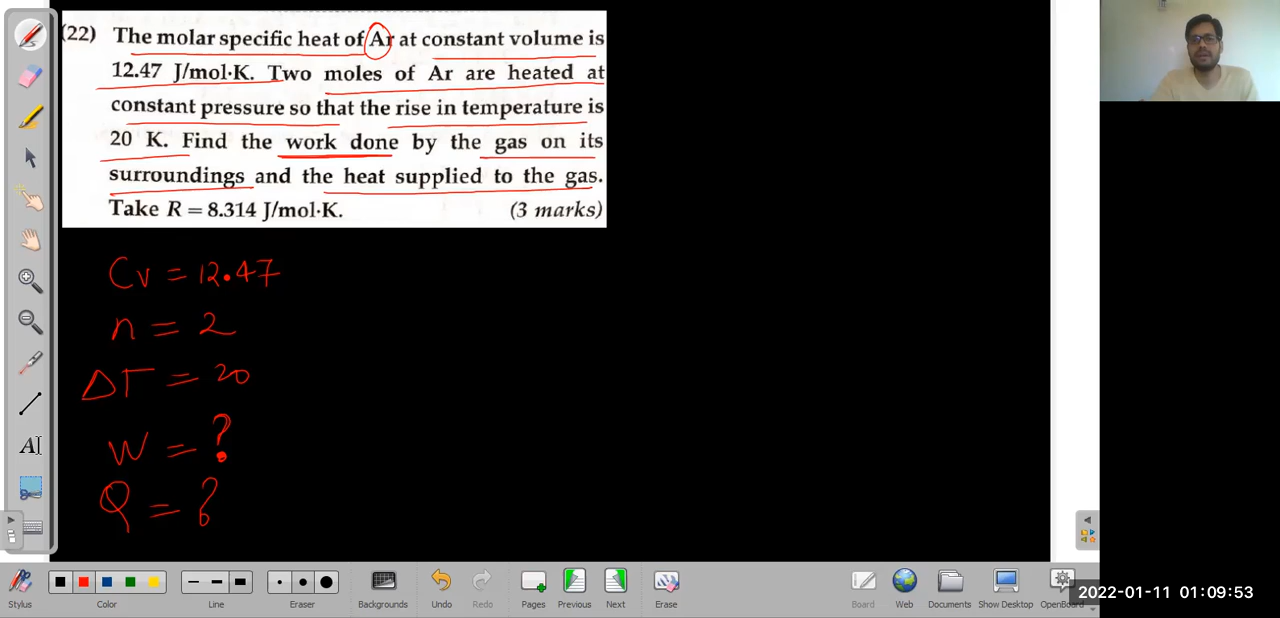 (22) The molar specific heat of Ar at constant volume is
12.47 J/mol·K. Two moles of Ar are heated at
constant pressure so that the rise in temperature is
20 K. Find the work done by the gas on its
surroundings and the heat supplied to the gas.
Take R = 8.314 J/mol·K. (3 marks)
Cv = 12.47
n = 2
ΔT = 20
W = ?
Q = ?
A
Stylus
Color
Line
Eraser
Backgrounds
Undo
Redo
Pages
Previous
Next
Erase
Board
Web
Documents
Show Desktop
OpenBoard
2022-01-11 01:09:53